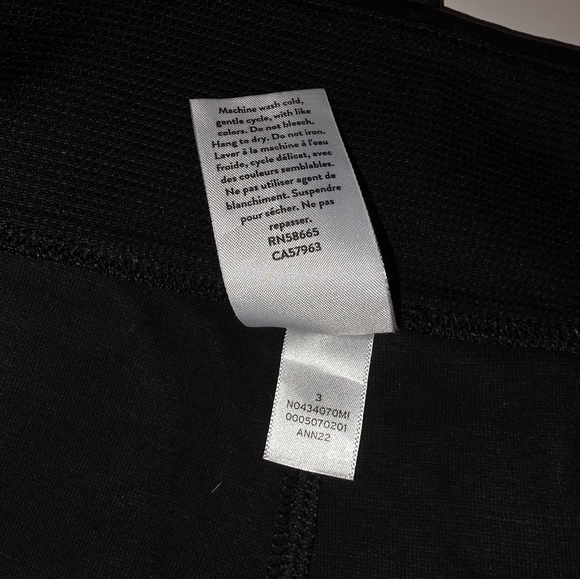 Machine wash cold,
gentle cycle, with like
colors. Do not bleach.
Hang to dry. Do not iron.
Laver à la machine à l'eau
froide, cycle délicat, avec
des couleurs semblables.
Ne pas utiliser agent de
blanchiment. Suspendre
pour sécher. Ne pas
repasser.
RN58665
CA57963
3
N0434070MI
0005070201
ANN22